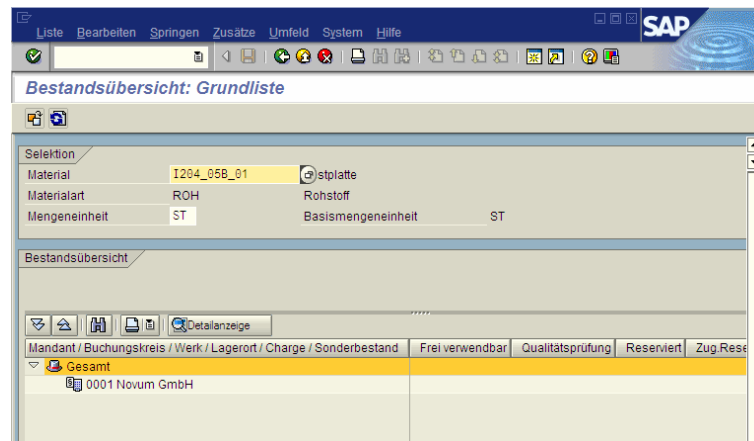 Liste Bearbeiten Springen Zusätze Umfeld System Hilfe
SAP
Bestandsübersicht: Grundliste
Selektion
Material I204_05B_01 stplatte
Materialart ROH Rohstoff
Mengeneinheit ST Basismengeneinheit ST
Bestandsübersicht
Detailanzeige
Mandant / Buchungskreis / Werk / Lagerort / Charge / Sonderbestand Frei verwendbar Qualitätsprüfung Reserviert Zug.Rese
Gesamt
0001 Novum GmbH